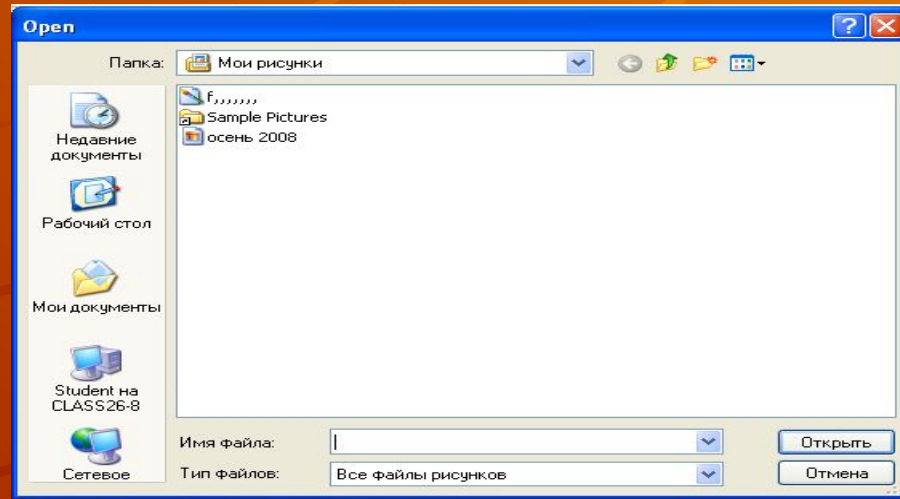 Open
Папка:
Мои рисунки
f,,,,,,,
Sample Pictures
осень 2008
Недавние
документы
Рабочий стол
Мои документы
Student на
CLASS26-8
Сетевое
Имя файла:
Открыть
Тип файлов:
Все файлы рисунков
Отмена